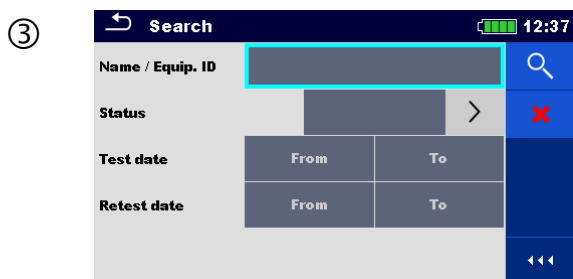 ③
Search 12:37
Name / Equip. ID
Status
Test date From To
Retest date From To